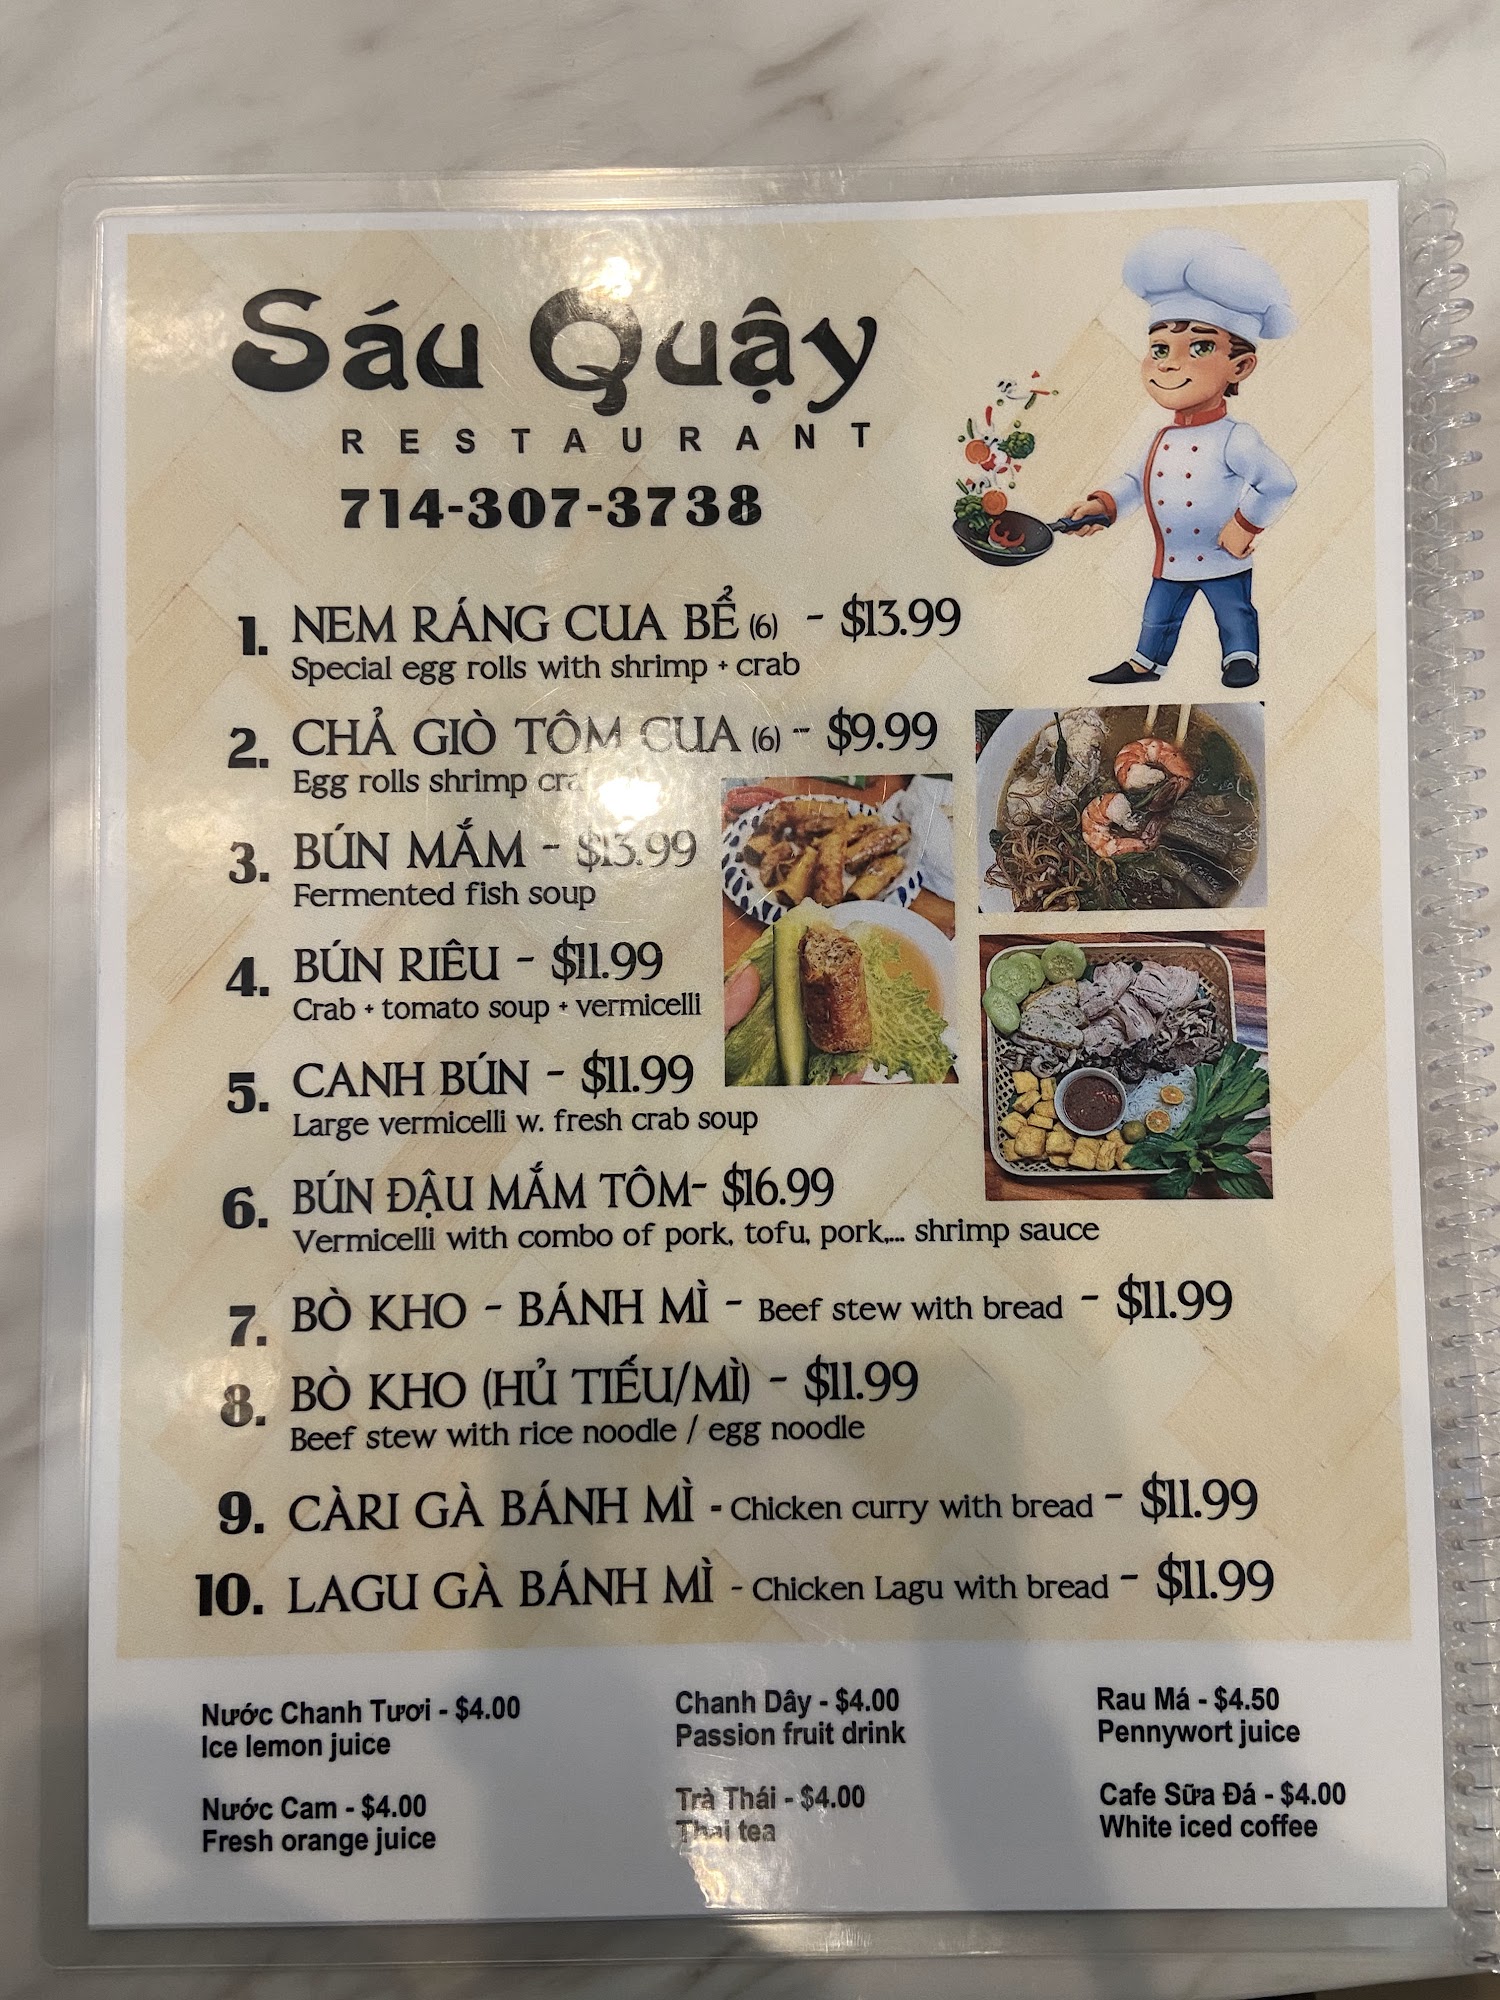 Sáu Quậy
RESTAURANT
714-307-3738
1. NEM RÁNG CUA BỂ (6) - $13.99
Special egg rolls with shrimp + crab
2. CHẢ GIÒ TÔM CUA (6) - $9.99
Egg rolls shrimp
3. BÚN MẮM - $13.99
Fermented fish soup
4. BÚN RIÊU - $11.99
Crab + tomato soup + vermicelli
5. CANH BÚN - $11.99
Large vermicelli w. fresh crab soup
6. BÚN ĐẬU MẮM TÔM- $16.99
Vermicelli with combo of pork, tofu, pork,... shrimp sauce
7. BÒ KHO - BÁNH MÌ - Beef stew with bread - $11.99
8. BÒ KHO (HỦ TIẾU/MÌ) - $11.99
Beef stew with rice noodle / egg noodle
9. CÀRI GÀ BÁNH MÌ - Chicken curry with bread - $11.99
10. LAGU GÀ BÁNH MÌ - Chicken Lagu with bread - $11.99
Nước Chanh Tươi - $4.00
Ice lemon juice
Nước Cam - $4.00
Fresh orange juice
Chanh Dây - $4.00
Passion fruit drink
Trà Thái - $4.00
Thai tea
Rau Má - $4.50
Pennywort juice
Cafe Sữa Đá - $4.00
White iced coffee